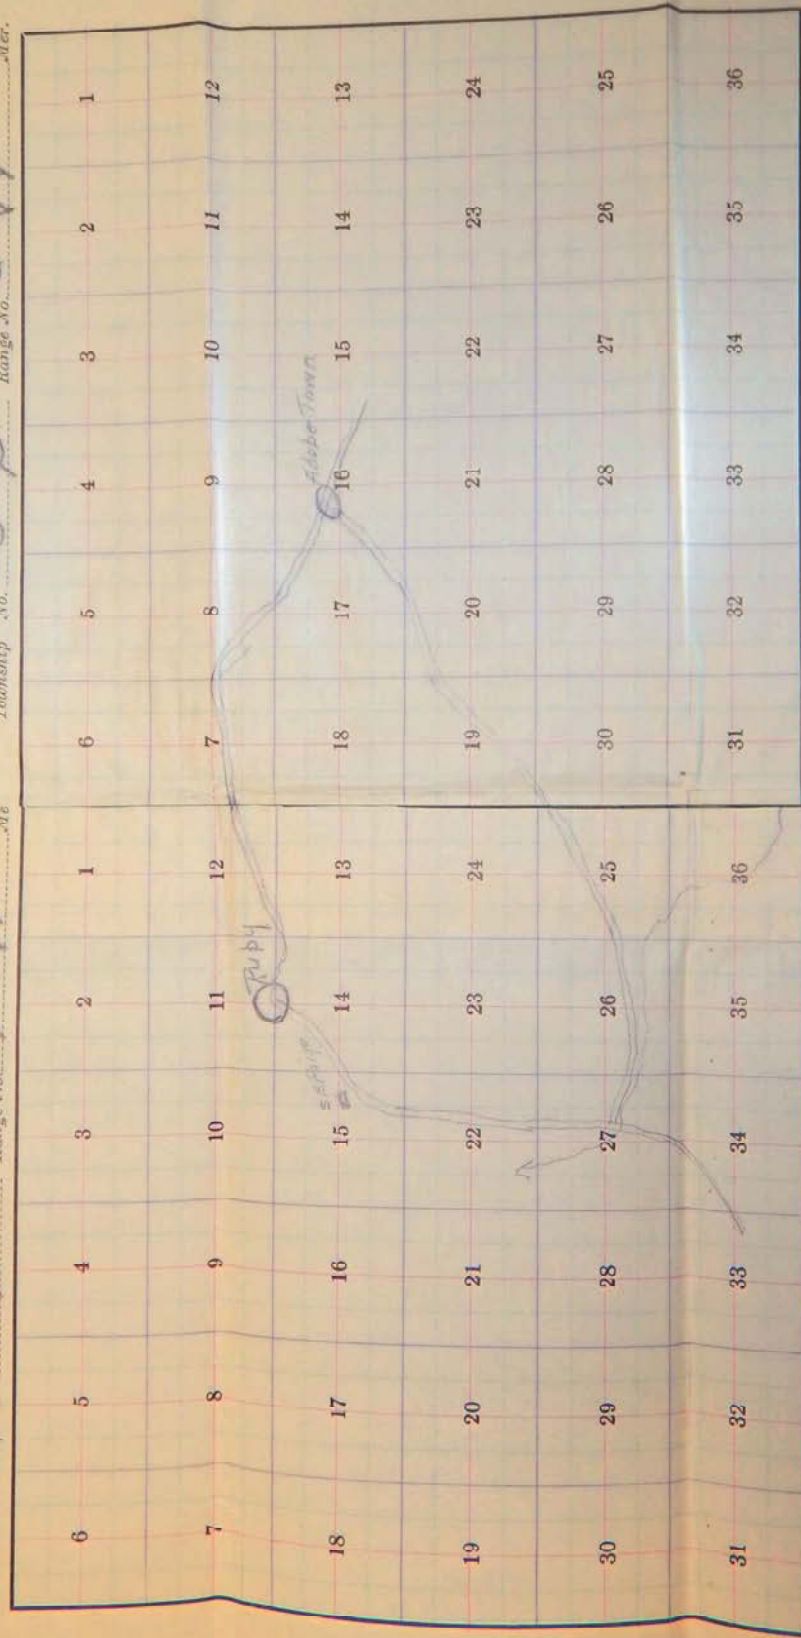 Township No. Range No. Mer.
6 5 4 3 2 1 6 5 4 3 2 1
7 8 9 10 11 12 7 8 9 10 11 12
Ruby
Adobe Town
18 17 16 15 14 13 18 17 16 15 14 13
19 20 21 22 23 24 19 20 21 22 23 24
30 29 28 27 26 25 30 29 28 27 26 25
31 32 33 34 35 36 31 32 33 34 35 36